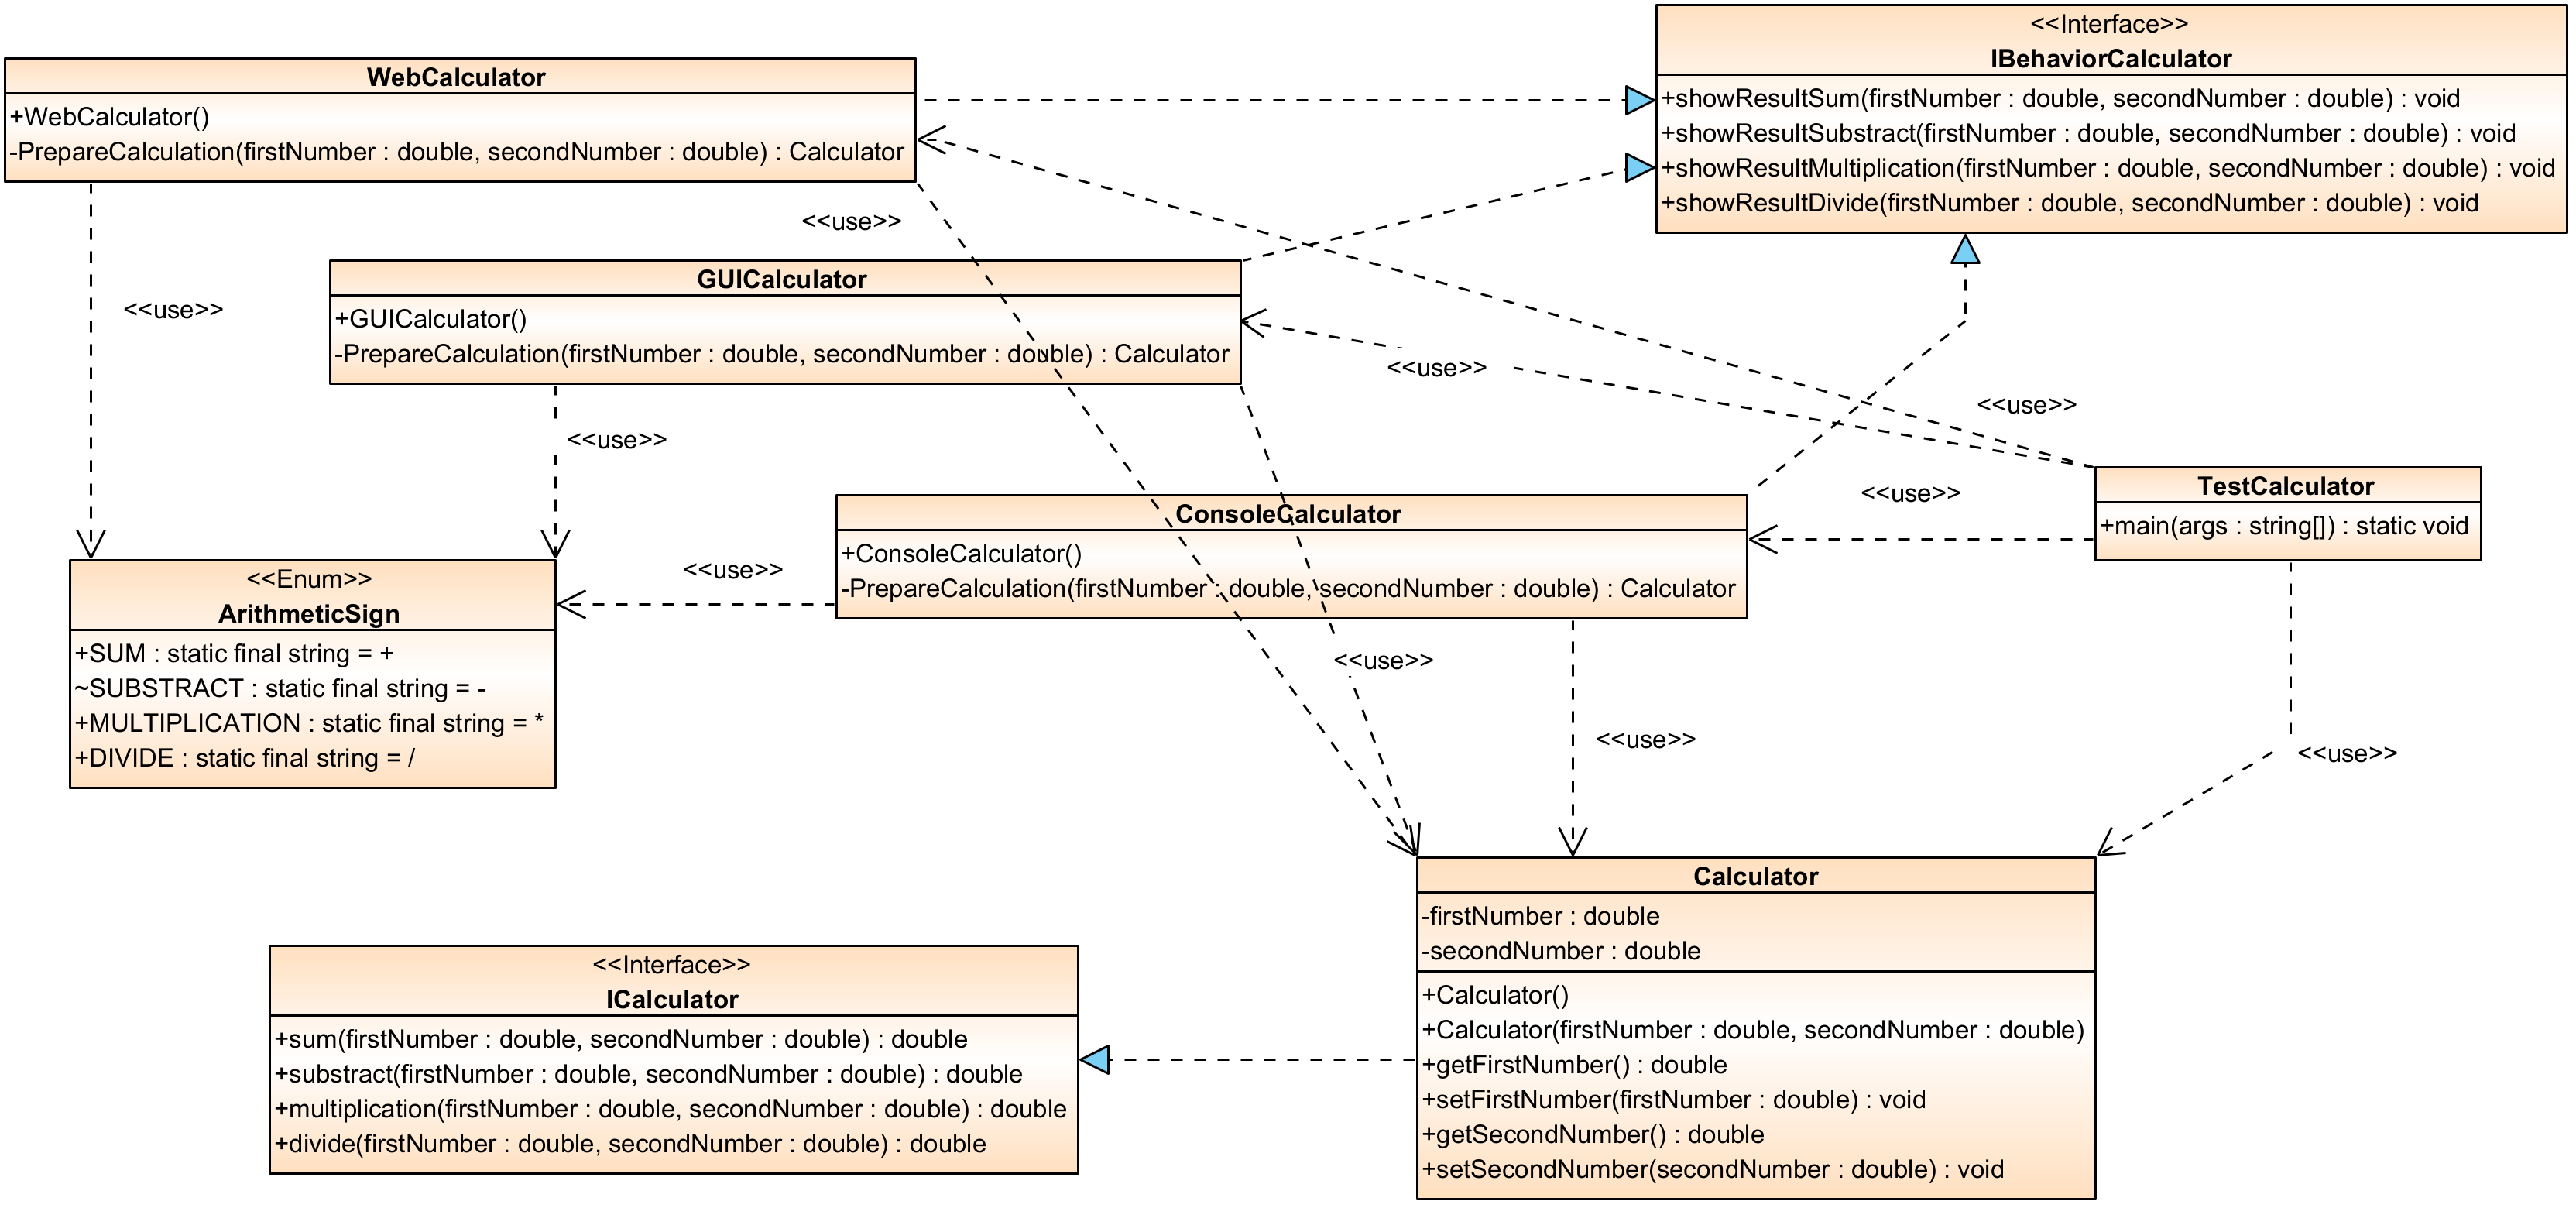 WebCalculator
+WebCalculator()
-PrepareCalculation(firstNumber : double, secondNumber : double) : Calculator
<<Interface>>
IBehaviorCalculator
+showResultSum(firstNumber : double, secondNumber : double) : void
+showResultSubstract(firstNumber : double, secondNumber : double) : void
+showResultMultiplication(firstNumber : double, secondNumber : double) : void
+showResultDivide(firstNumber : double, secondNumber : double) : void
<<use>>
<<use>>
GUICalculator
+GUICalculator()
-PrepareCalculation(firstNumber : double, secondNumber : double) : Calculator
<<use>>
<<use>>
<<use>>
<<use>>
ConsoleCalculator
+ConsoleCalculator()
-PrepareCalculation(firstNumber : double, secondNumber : double) : Calculator
TestCalculator
+main(args : string[]) : static void
<<use>>
<<Enum>>
ArithmeticSign
+SUM : static final string = +
~SUBSTRACT : static final string = -
+MULTIPLICATION : static final string = *
+DIVIDE : static final string = /
<<use>>
<<use>>
<<use>>
Calculator
-firstNumber : double
-secondNumber : double
+Calculator()
+Calculator(firstNumber : double, secondNumber : double)
+getFirstNumber() : double
+setFirstNumber(firstNumber : double) : void
+getSecondNumber() : double
+setSecondNumber(secondNumber : double) : void
<<Interface>>
ICalculator
+sum(firstNumber : double, secondNumber : double) : double
+substract(firstNumber : double, secondNumber : double) : double
+multiplication(firstNumber : double, secondNumber : double) : double
+divide(firstNumber : double, secondNumber : double) : double